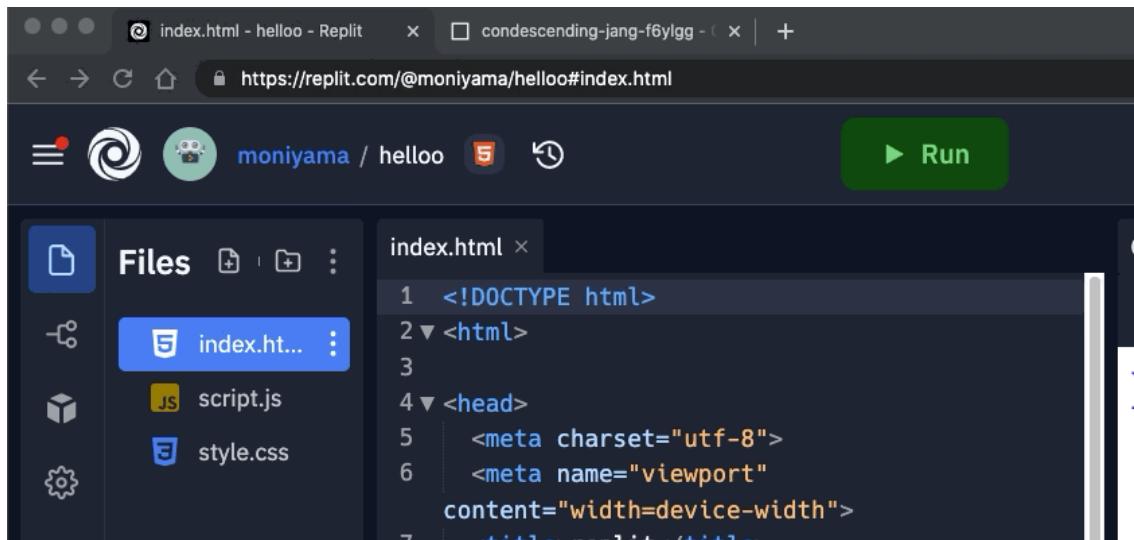 index.html - helloo - Replit
condescending-jang-f6ylgg -
https://replit.com/@moniyama/helloo#index.html
moniyama / helloo
Run
Files
index.html
index.ht...
JS script.js
style.css
1 <!DOCTYPE html>
2 <html>
3
4 <head>
5 <meta charset="utf-8">
6 <meta name="viewport"
content="width=device-width">